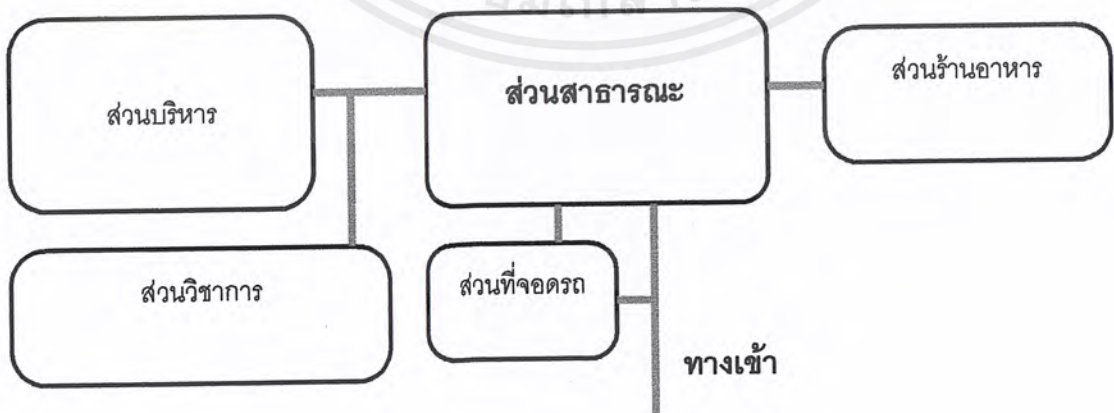 ส่วนบริหาร
ส่วนสาธารณะ
ส่วนร้านอาหาร
ส่วนวิชาการ
ส่วนที่จอดรถ
ทางเข้า